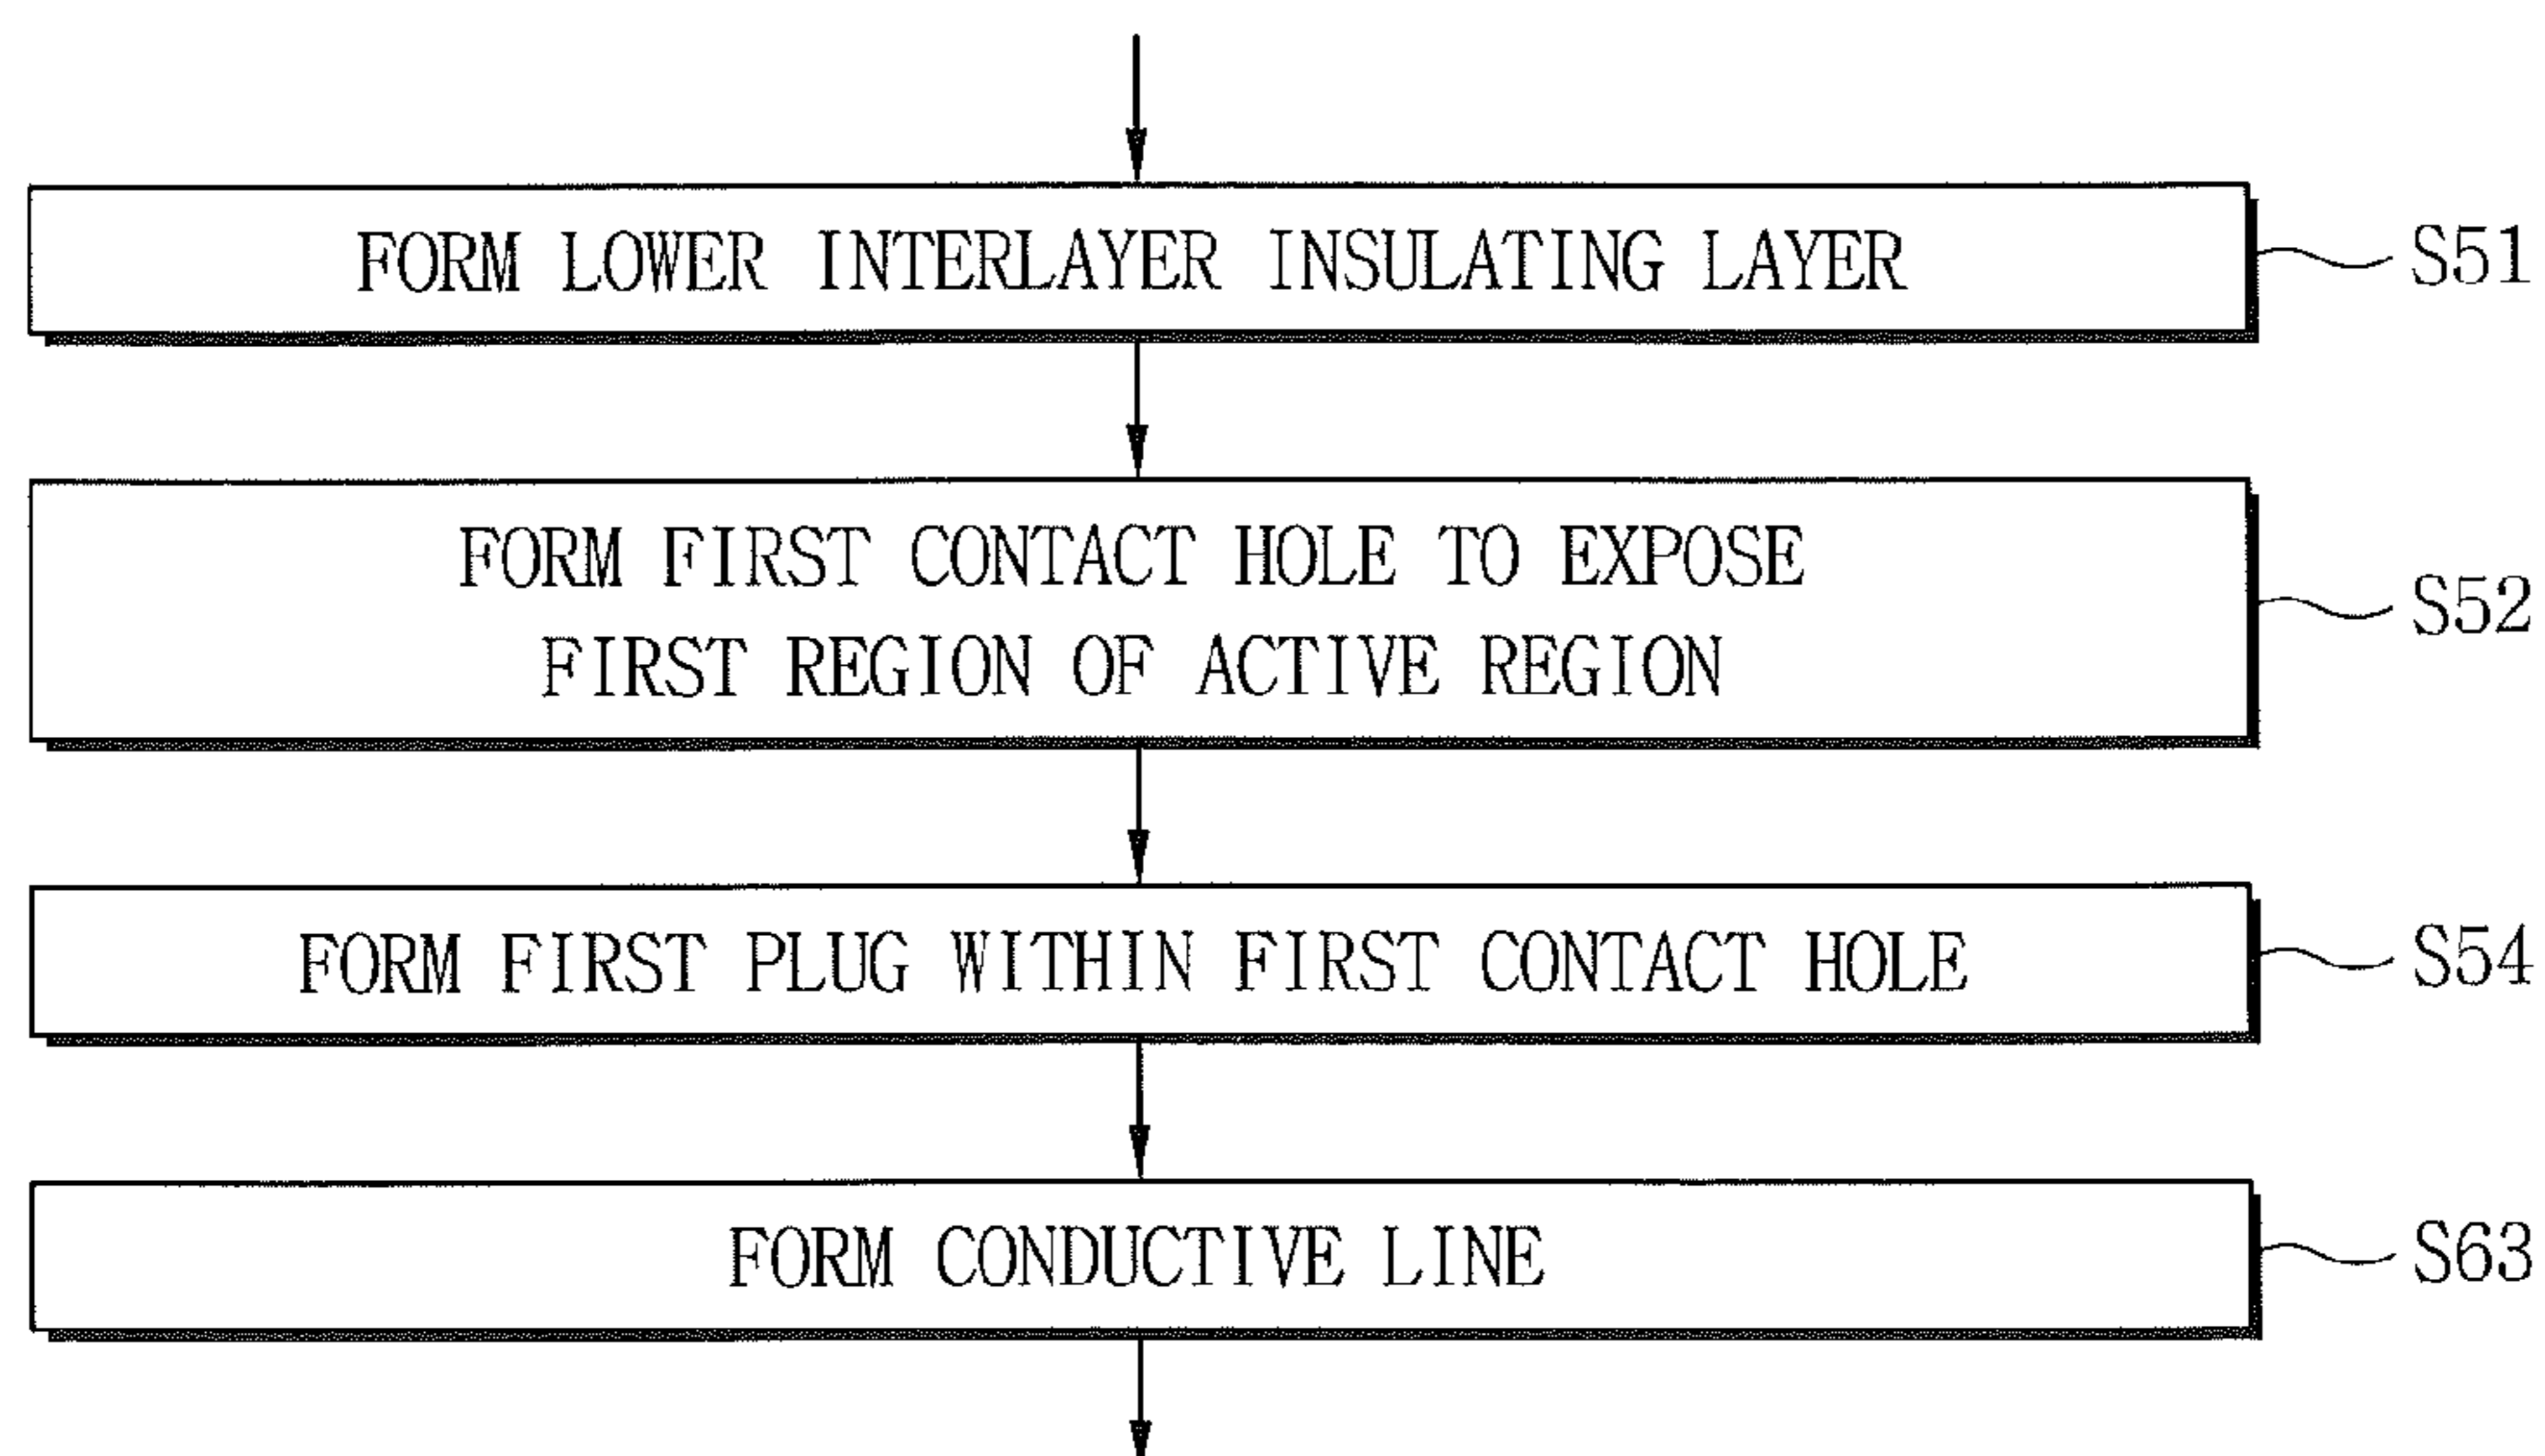 FORM LOWER INTERLAYER INSULATING LAYER
S51
FORM FIRST CONTACT HOLE TO EXPOSE
FIRST REGION OF ACTIVE REGION
S52
FORM FIRST PLUG WITHIN FIRST CONTACT HOLE
S54
FORM CONDUCTIVE LINE
S63